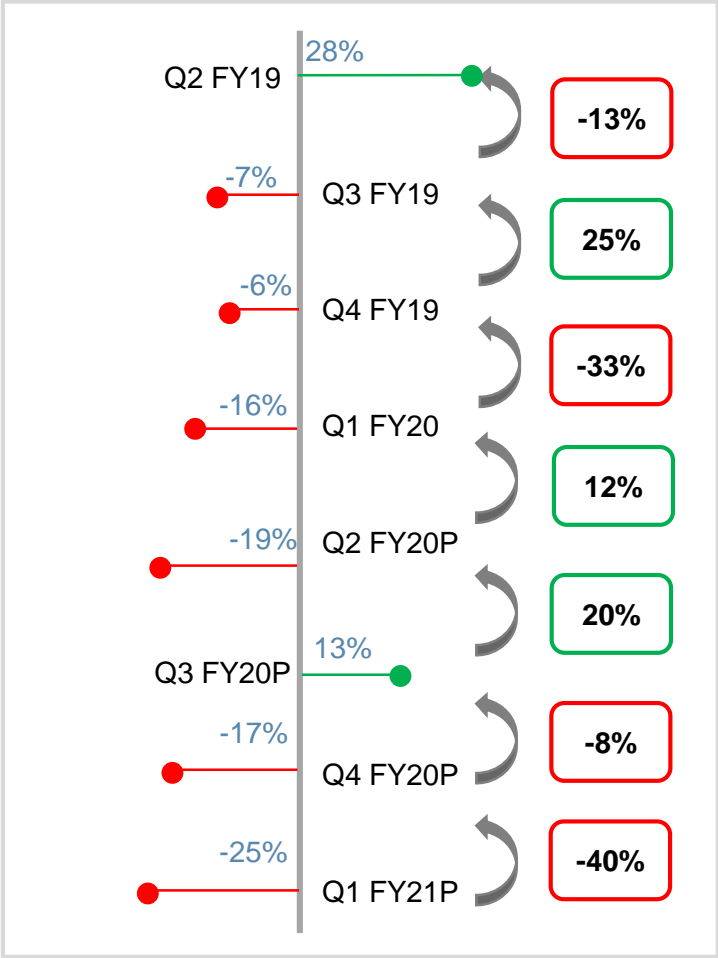 28%
Q2 FY19
-13%
-7%
Q3 FY19
25%
-6%
Q4 FY19
-33%
-16%
Q1 FY20
12%
-19%
Q2 FY20P
20%
13%
Q3 FY20P
-17%
-8%
Q4 FY20P
-25%
-40%
Q1 FY21P